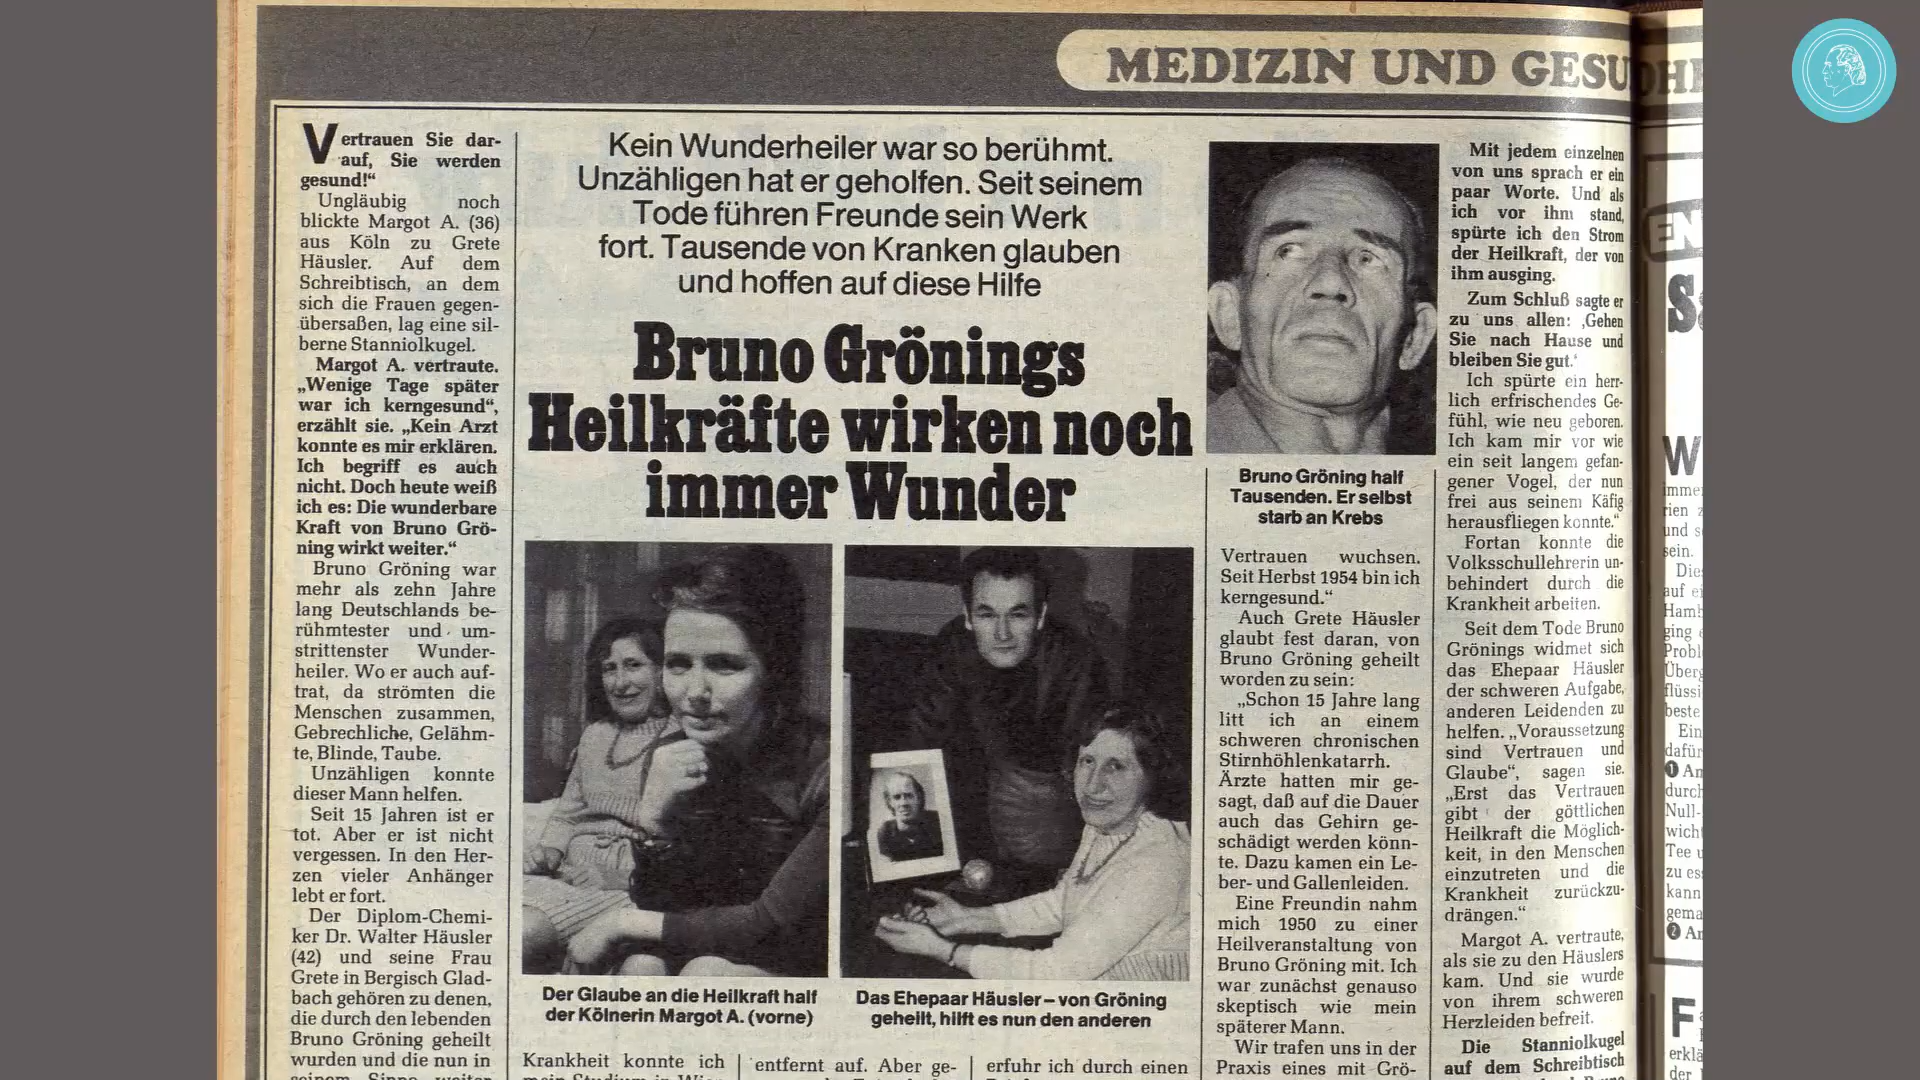 MEDIZIN UND GESU
Vertrauen Sie dar-
auf, Sie werden
gesund!“
Ungläubig noch
blickte Margot A. (36)
aus Köln zu Grete
Häusler. Auf dem
Schreibtisch, an dem
sich die Frauen gegen-
übersaßen, lag eine sil-
berne Stanniolkugel.
Margot A. vertraute.
„Wenige Tage später
war ich kerngesund“,
erzählt sie. „Kein Arzt
konnte es mir erklären.
Ich begriff es auch
nicht. Doch heute weiß
ich es: Die wunderbare
Kraft von Bruno Grö-
ning wirkt weiter.“
Bruno Gröning war
mehr als zehn Jahre
lang Deutschlands be-
rühmtester und um-
strittenster Wunder-
heiler. Wo er auch auf-
trat, da strömten die
Menschen zusammen,
Gebrechliche, Gelähm-
te, Blinde, Taube.
Unzähligen konnte
dieser Mann helfen.
Seit 15 Jahren ist er
tot. Aber er ist nicht
vergessen. In den Her-
zen vieler Anhänger
lebt er fort.
Der Diplom-Chemi-
ker Dr. Walter Häusler
(42) und seine Frau
Grete in Bergisch Glad-
bach gehören zu denen,
die durch den lebenden
Bruno Gröning geheilt
wurden und die nun in
Kein Wunderheiler war so berühmt.
Unzähligen hat er geholfen. Seit seinem
Tode führen Freunde sein Werk
fort. Tausende von Kranken glauben
und hoffen auf diese Hilfe
Bruno Grönings
Heilkräfte wirken noch
immer Wunder
Der Glaube an die Heilkraft half
der Kölnerin Margot A. (vorne)
Das Ehepaar Häusler – von Gröning
geheilt, hilft es nun den anderen
Krankheit konnte ich
entfernt auf. Aber ge-
erfuhr ich durch einen
Bruno Gröning half
Tausenden. Er selbst
starb an Krebs
Vertrauen wuchsen.
Seit Herbst 1954 bin ich
kerngesund.“
Auch Grete Häusler
glaubt fest daran, von
Bruno Gröning geheilt
worden zu sein:
„Schon 15 Jahre lang
litt ich an einem
schweren chronischen
Stirnhöhlenkatarrh.
Ärzte hatten mir ge-
sagt, daß auf die Dauer
auch das Gehirn ge-
schädigt werden könn-
te. Dazu kamen ein Le-
ber- und Gallenleiden.
Eine Freundin nahm
mich 1950 zu einer
Heilveranstaltung von
Bruno Gröning mit. Ich
war zunächst genauso
skeptisch wie mein
späterer Mann.
Wir trafen uns in der
Praxis eines mit Grö-
Mit jedem einzelnen
von uns sprach er ein
paar Worte. Und als
ich vor ihm stand,
spürte ich den Strom
der Heilkraft, der von
ihm ausging.
Zum Schluß sagte er
zu uns allen: ‚Gehen
Sie nach Hause und
bleiben Sie gut.‘
Ich spürte ein herr-
lich erfrischendes Ge-
fühl, wie neu geboren.
Ich kam mir vor wie
ein seit langem gefan-
gener Vogel, der nun
frei aus seinem Käfig
herausfliegen konnte.“
Fortan konnte die
Volksschullehrerin un-
behindert durch die
Krankheit arbeiten.
Seit dem Tode Bruno
Grönings widmet sich
das Ehepaar Häusler
der schweren Aufgabe,
anderen Leidenden zu
helfen. „Voraussetzung
sind Vertrauen und
Glaube“, sagen sie.
„Erst das Vertrauen
gibt der göttlichen
Heilkraft die Möglich-
keit, in den Menschen
einzutreten und die
Krankheit zurückzu-
drängen.“
Margot A. vertraute,
als sie zu den Häuslers
kam. Und sie wurde
von ihrem schweren
Herzleiden befreit.
Die Stanniolkugel
auf dem Schreibtisch